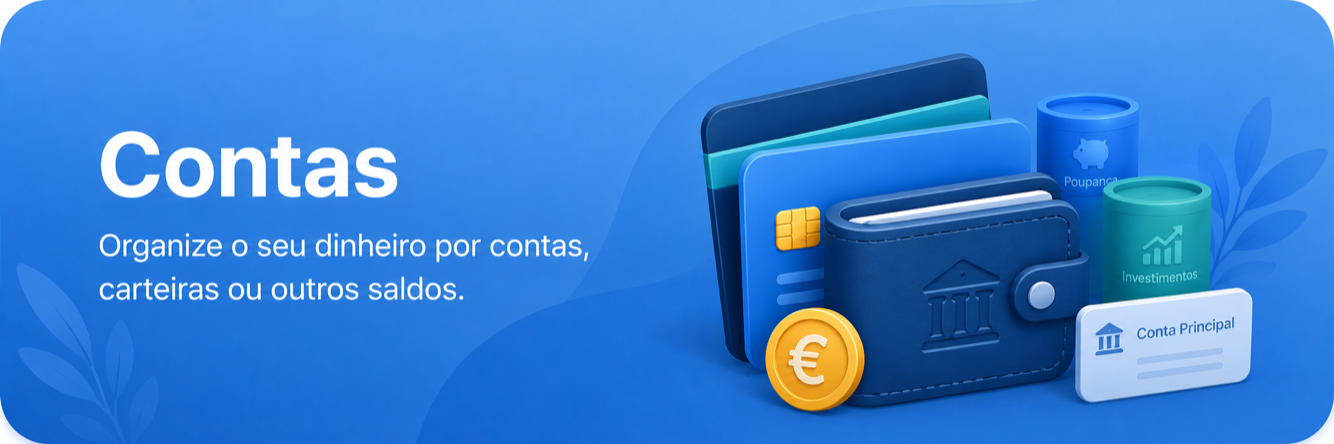 Contas
Organize o seu dinheiro por contas,
carteiras ou outros saldos.
Poupança
Investimentos
€
Conta Principal